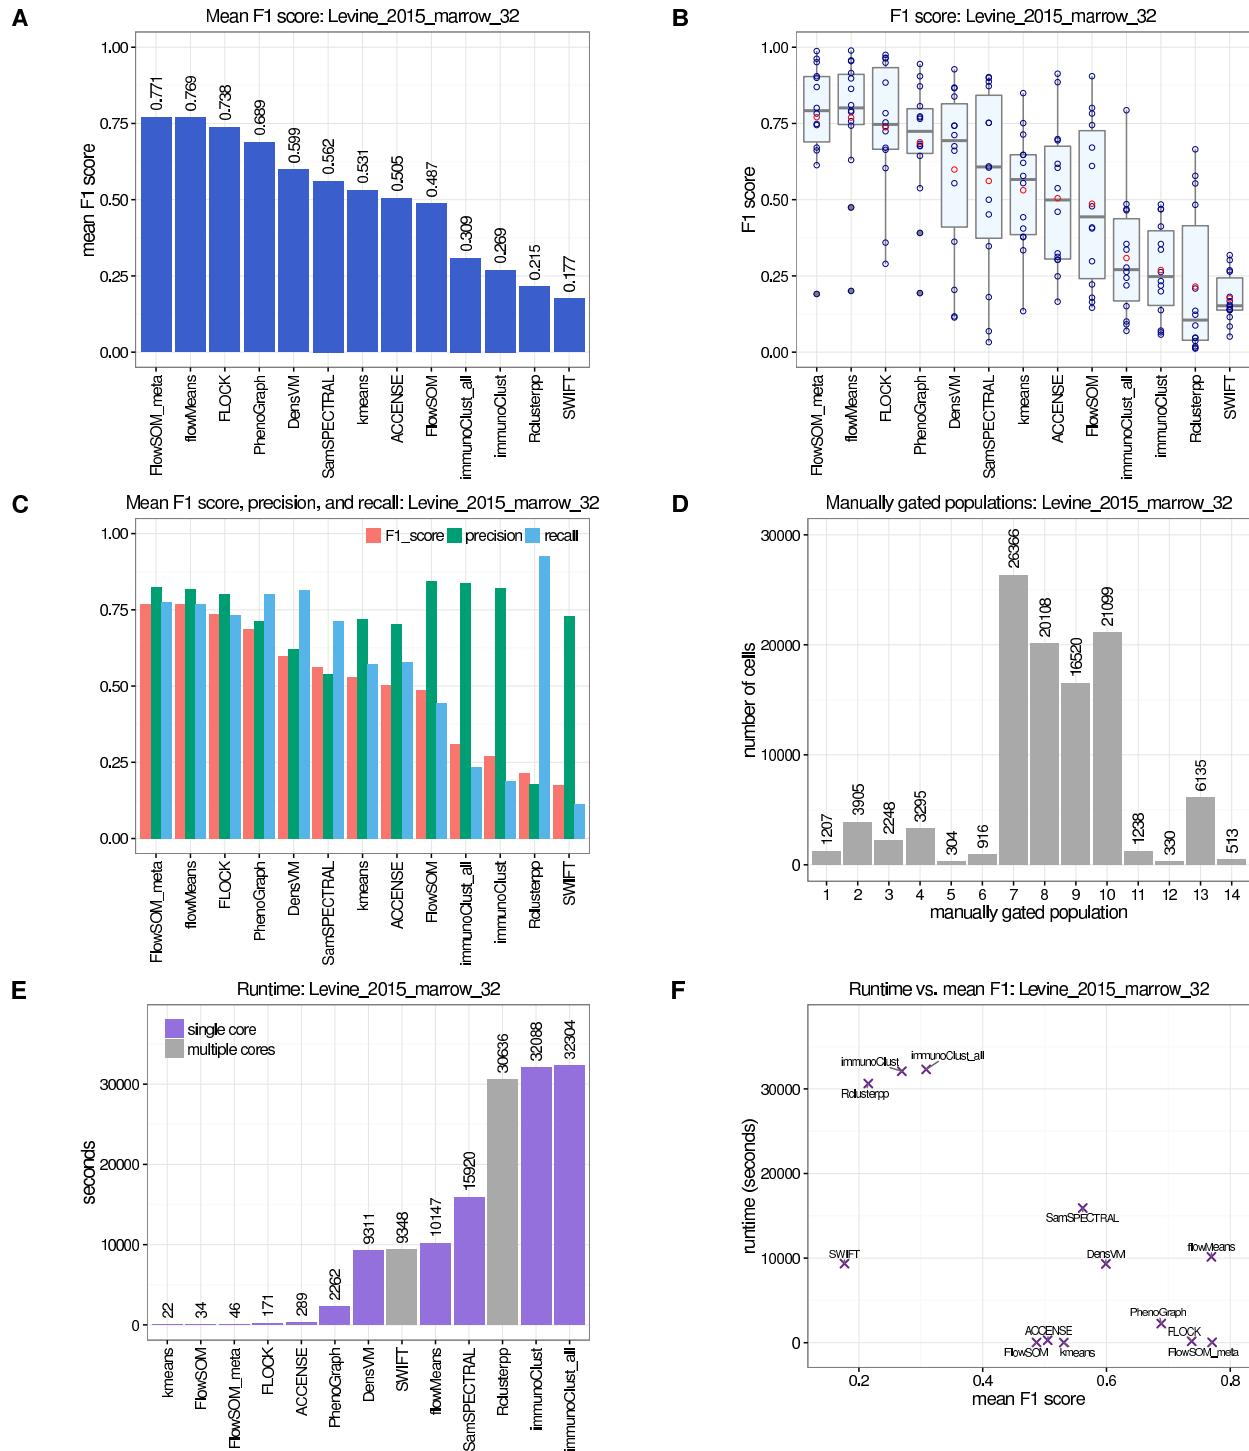 A
Mean F1 score: Levine_2015_marrow_32
mean F1 score
1.00
0.75
0.50
0.25
0.00
0.771
0.769
0.738
0.689
0.599
0.562
0.531
0.505
0.487
0.309
0.269
0.215
0.177
FlowSOM_meta
flowMeans
FLOCK
PhenoGraph
DensVM
SamSPECTRAL
kmeans
ACCENSE
FlowSOM
immunoClust_all
immunoClust
Rclusterpp
SWIFT
B
F1 score: Levine_2015_marrow_32
F1 score
1.00
0.75
0.50
0.25
0.00
FlowSOM_meta
flowMeans
FLOCK
PhenoGraph
DensVM
SamSPECTRAL
kmeans
ACCENSE
FlowSOM
immunoClust_all
immunoClust
Rclusterpp
SWIFT
C
Mean F1 score, precision, and recall: Levine_2015_marrow_32
F1_score precision recall
1.00
0.75
0.50
0.25
0.00
FlowSOM_meta
flowMeans
FLOCK
PhenoGraph
DensVM
SamSPECTRAL
kmeans
ACCENSE
FlowSOM
immunoClust_all
immunoClust
Rclusterpp
SWIFT
D
Manually gated populations: Levine_2015_marrow_32
number of cells
30000
20000
10000
0
1207
3905
2248
3295
304
916
26366
20108
16520
21099
1238
330
6135
513
1 2 3 4 5 6 7 8 9 10 11 12 13 14
manually gated population
E
Runtime: Levine_2015_marrow_32
single core
multiple cores
seconds
30000
20000
10000
0
22
34
46
171
289
2262
9311
9348
10147
15920
30636
32088
32304
kmeans
FlowSOM
FlowSOM_meta
FLOCK
ACCENSE
PhenoGraph
DensVM
SWIFT
flowMeans
SamSPECTRAL
Rclusterpp
immunoClust
immunoClust_all
F
Runtime vs. mean F1: Levine_2015_marrow_32
runtime (seconds)
30000
20000
10000
0
immunoClust
immunoClust_all
Rclusterpp
SamSPECTRAL
SWIFT
DensVM
flowMeans
PhenoGraph
ACCENSE
FLOCK
FlowSOM
kmeans
FlowSOM_meta
0.2 0.4 0.6 0.8
mean F1 score